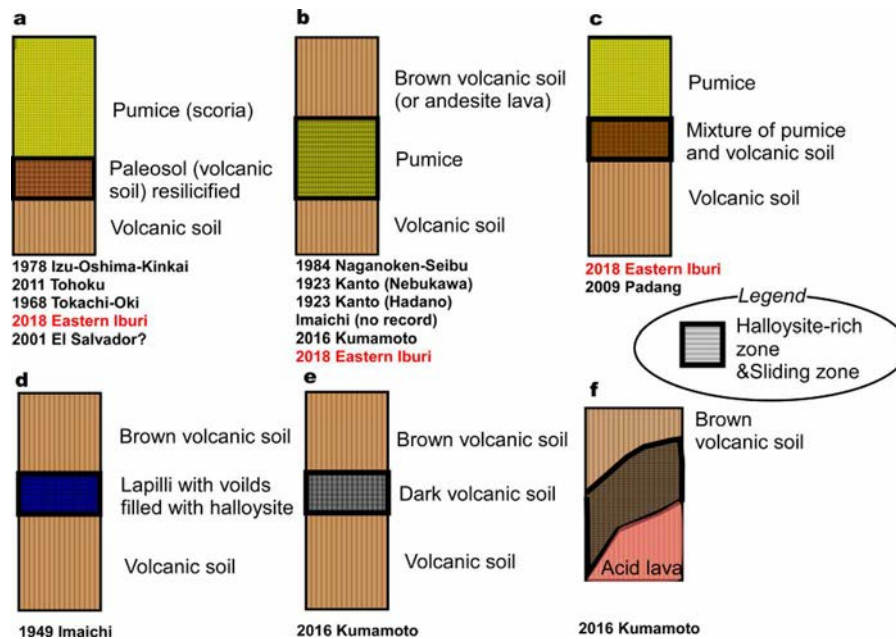 a
Pumice (scoria)
Paleosol (volcanic
soil) resilicified
Volcanic soil
1978 Izu-Oshima-Kinkai
2011 Tohoku
1968 Tokachi-Oki
2018 Eastern Iburi
2001 El Salvador?
b
Brown volcanic soil
(or andesite lava)
Pumice
Volcanic soil
1984 Naganoken-Seibu
1923 Kanto (Nebukawa)
1923 Kanto (Hadano)
Imaichi (no record)
2016 Kumamoto
2018 Eastern Iburi
c
Pumice
Mixture of pumice
and volcanic soil
Volcanic soil
2018 Eastern Iburi
2009 Padang
Legend
Halloysite-rich
zone
&Sliding zone
d
Brown volcanic soil
Lapilli with voilds
filled with halloysite
Volcanic soil
1949 Imaichi
e
Brown volcanic soil
Dark volcanic soil
Volcanic soil
2016 Kumamoto
f
Brown
volcanic soil
Acid lava
2016 Kumamoto